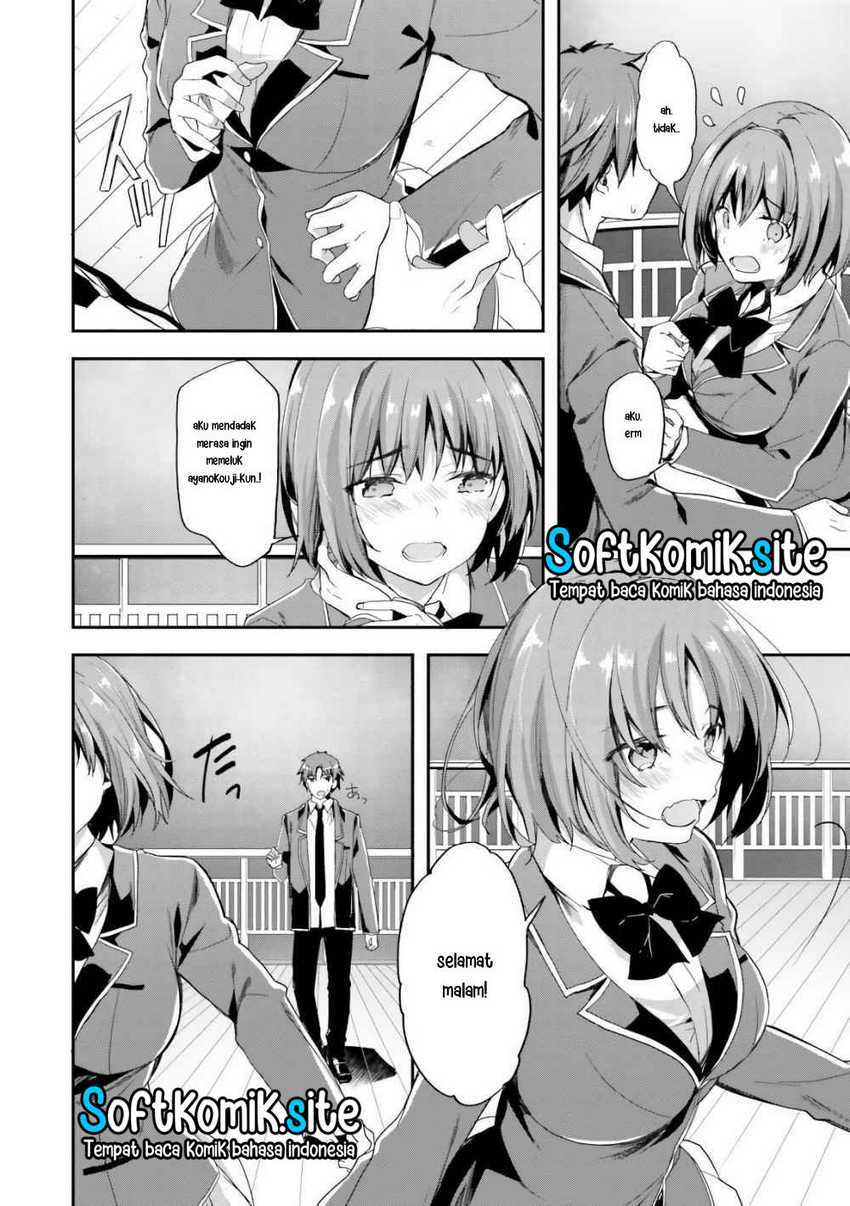 ah.
tidak..
aku.
erm
SoftKomik.site
Tempat baca Komik bahasa indonesia
ズズッ
aku mendadak
merasa ingin
memeluk
ayanokouji-kun.!
selamat
malam!
たっ
あっ
SoftKomik.site
Tempat baca Komik bahasa indonesia